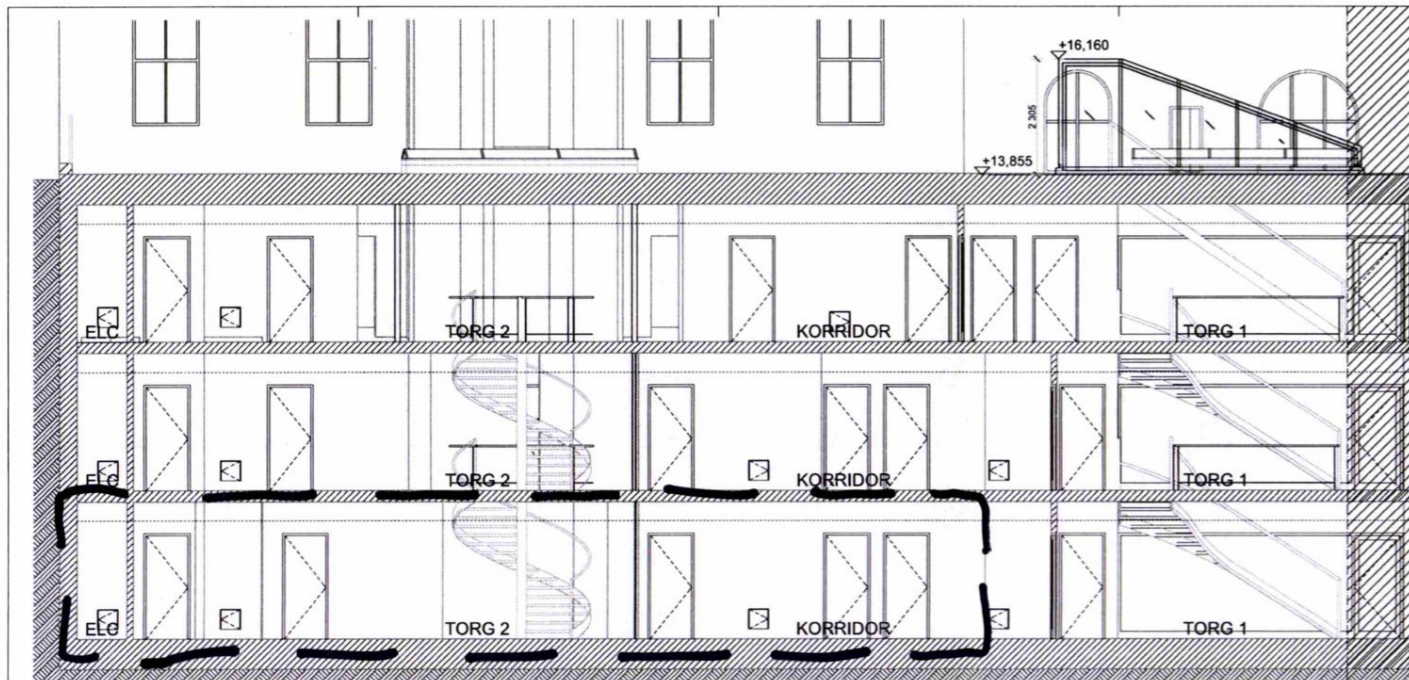 +16,160
2 305
+13,855
ELC TORG 2 KORRIDOR TORG 1
ELC TORG 2 KORRIDOR TORG 1
ELC TORG 2 KORRIDOR TORG 1